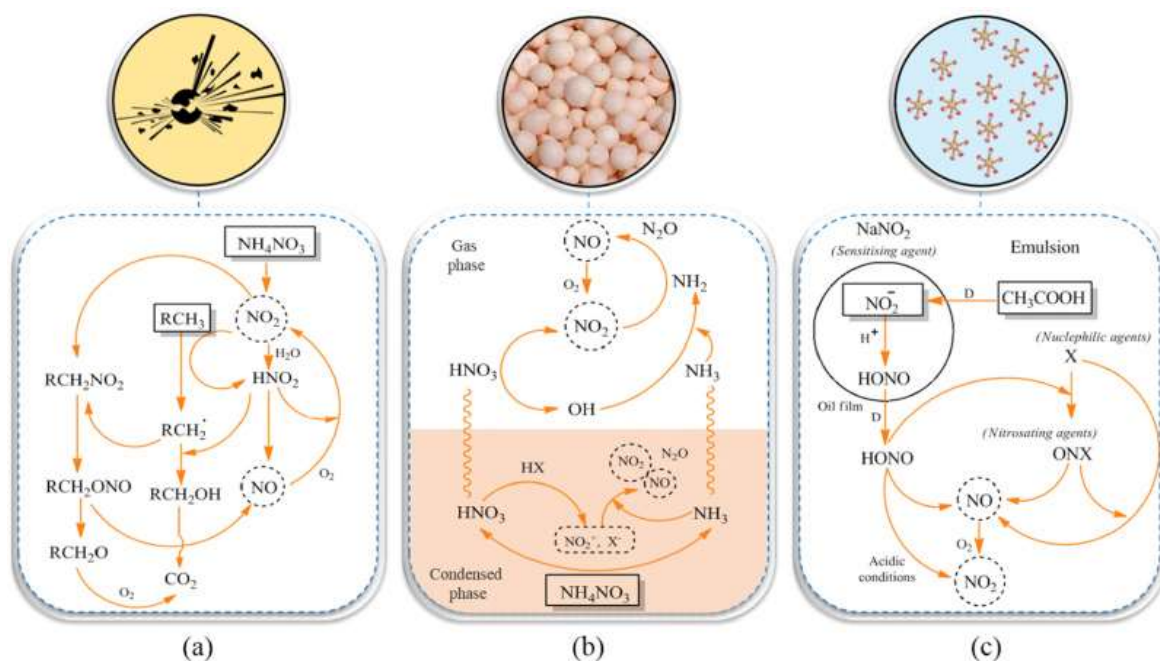 NH₄NO₃
RCH₃
NO₂
H₂O
RCH₂NO₂
HNO₂
RCH₂·
RCH₂ONO
RCH₂OH
NO
O₂
RCH₂O
CO₂
O₂
(a)
Gas
phase
NO
N₂O
O₂
NH₂
NO₂
HNO₃
NH₃
OH
HX
NO₂
N₂O
NO
HNO₃
NH₃
Condensed
phase
NH₄NO₃
(b)
NaNO₂
(Sensitising agent)
Emulsion
NO₂⁻
D
CH₃COOH
H⁺
(Nuclephilic agents)
X
HONO
Oil film
D
(Nitrosating agents)
HONO
ONX
NO
O₂
Acidic
conditions
NO₂
(c)